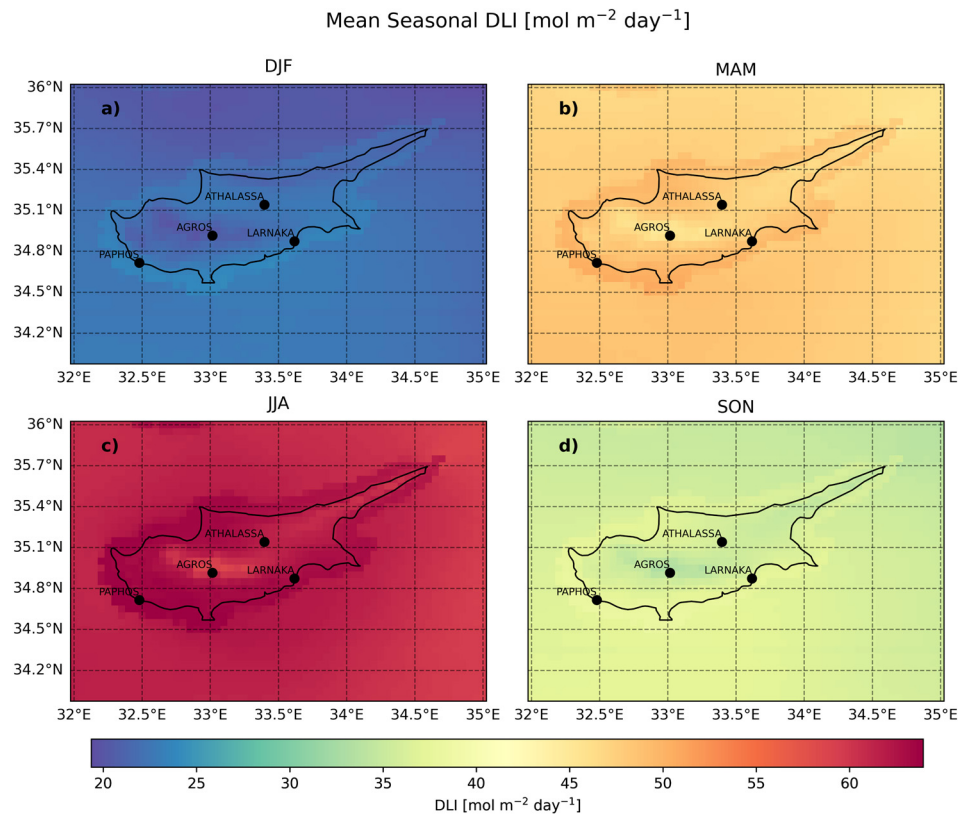 Mean Seasonal DLI [mol m⁻² day⁻¹]
DJF
MAM
36°N
35.7°N
35.4°N
35.1°N
34.8°N
34.5°N
34.2°N
a)
ATHALASSA
AGROS
LARNAKA
PAPHOS
b)
ATHALASSA
AGROS
LARNAKA
PAPHOS
32°E 32.5°E 33°E 33.5°E 34°E 34.5°E 35°E
32°E 32.5°E 33°E 33.5°E 34°E 34.5°E 35°E
JJA
SON
36°N
35.7°N
35.4°N
35.1°N
34.8°N
34.5°N
34.2°N
c)
ATHALASSA
AGROS
LARNAKA
PAPHOS
d)
ATHALASSA
AGROS
LARNAKA
PAPHOS
32°E 32.5°E 33°E 33.5°E 34°E 34.5°E 35°E
32°E 32.5°E 33°E 33.5°E 34°E 34.5°E 35°E
20 25 30 35 40 45 50 55 60
DLI [mol m⁻² day⁻¹]